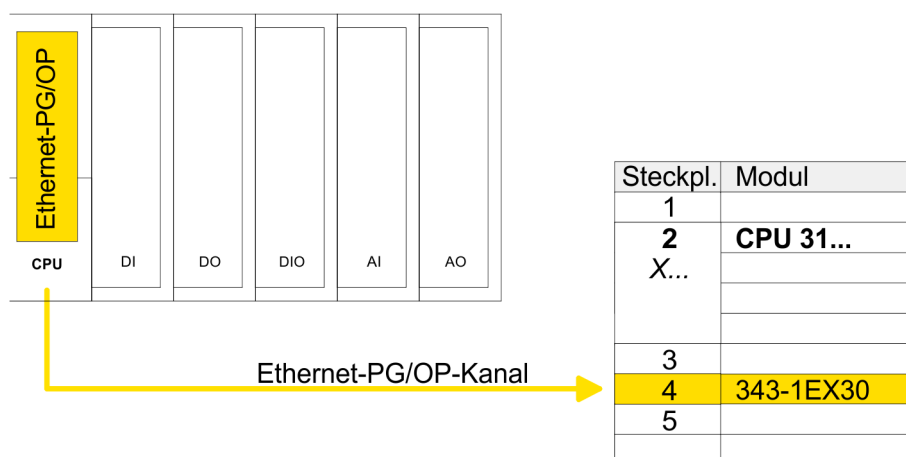 Ethernet-PG/OP
CPU
DI
DO
DIO
AI
AO
Ethernet-PG/OP-Kanal
Steckpl. Modul
1
2 CPU 31...
X...
3
4 343-1EX30
5